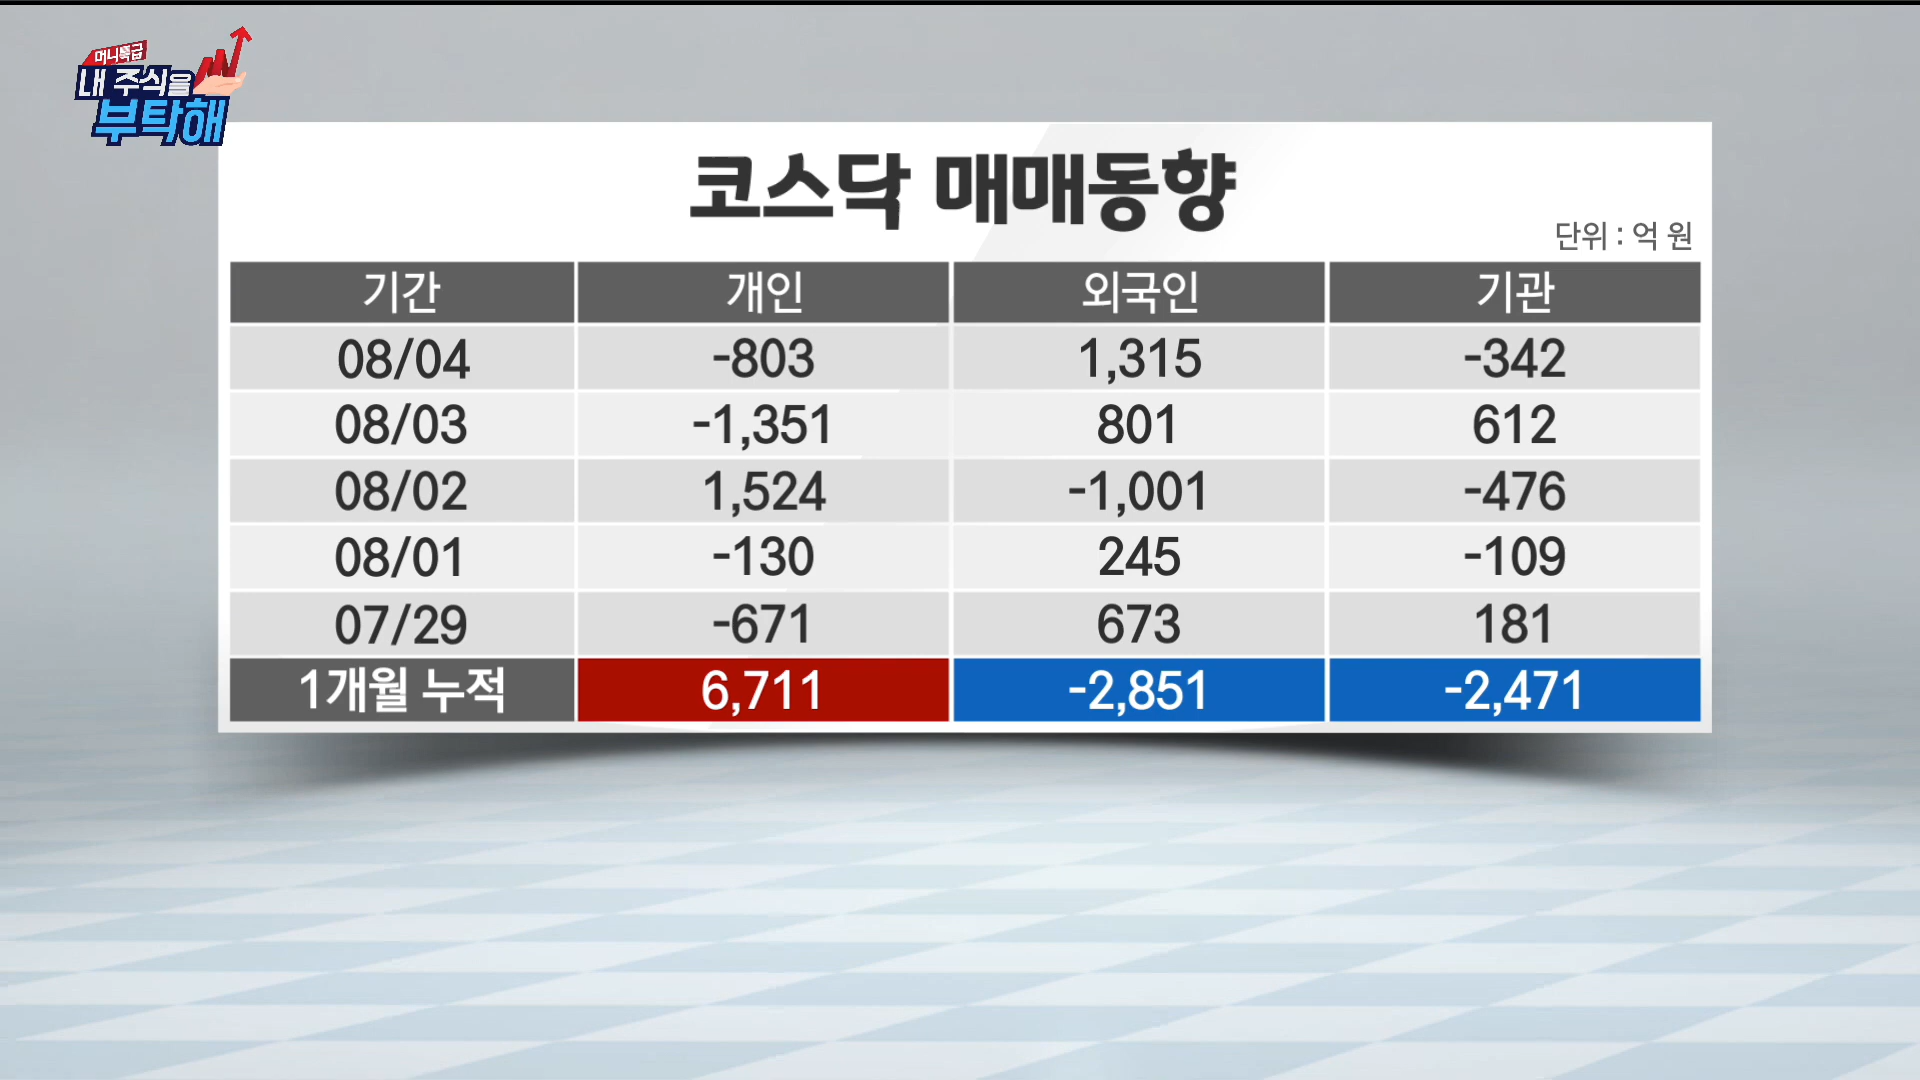 머니뭐급
내 주식을
부탁해
코스닥 매매동향
단위 : 억 원
기간 개인 외국인 기관
08/04 -803 1,315 -342
08/03 -1,351 801 612
08/02 1,524 -1,001 -476
08/01 -130 245 -109
07/29 -671 673 181
1개월 누적 6,711 -2,851 -2,471